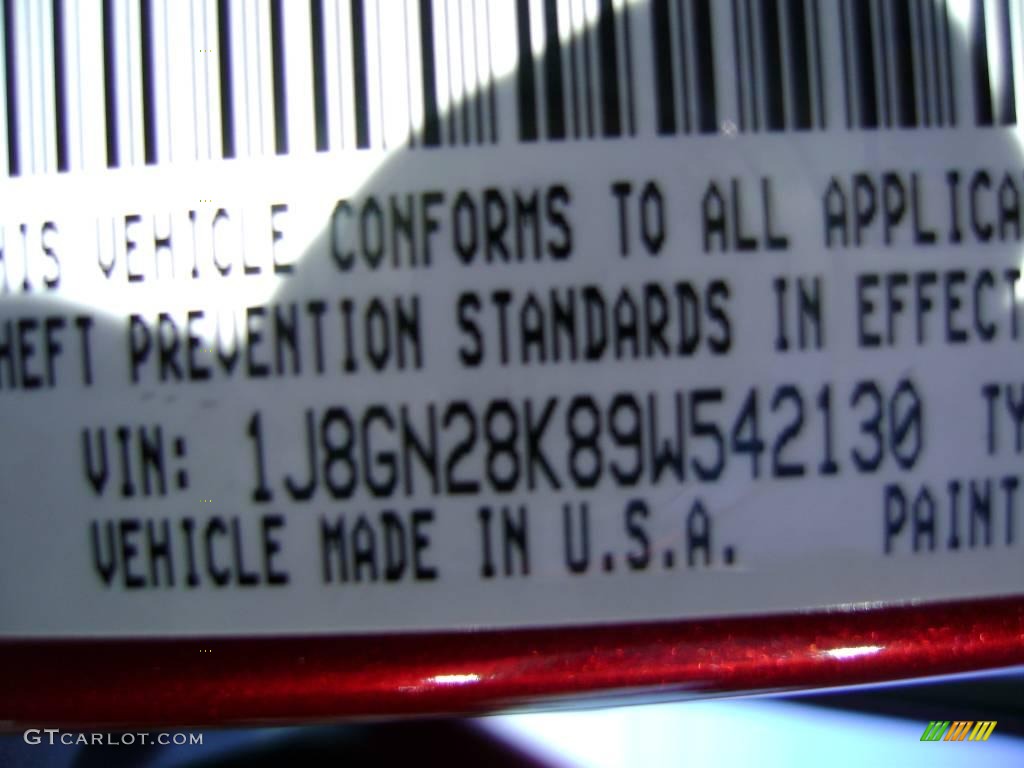 HIS VEHICLE CONFORMS TO ALL APPLICA
HEFT PREVENTION STANDARDS IN EFFECT
VIN: 1J8GN28K89W542130 TY
VEHICLE MADE IN U.S.A. PAINT
GTCARLOT.COM